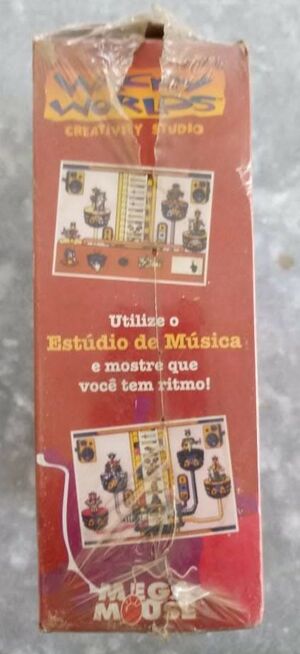 Wacky
WORLDS
CREATIVITY STUDIO
Utilize o
Estúdio de Música
e mostre que
você tem ritmo!
MEGA
MOUSE